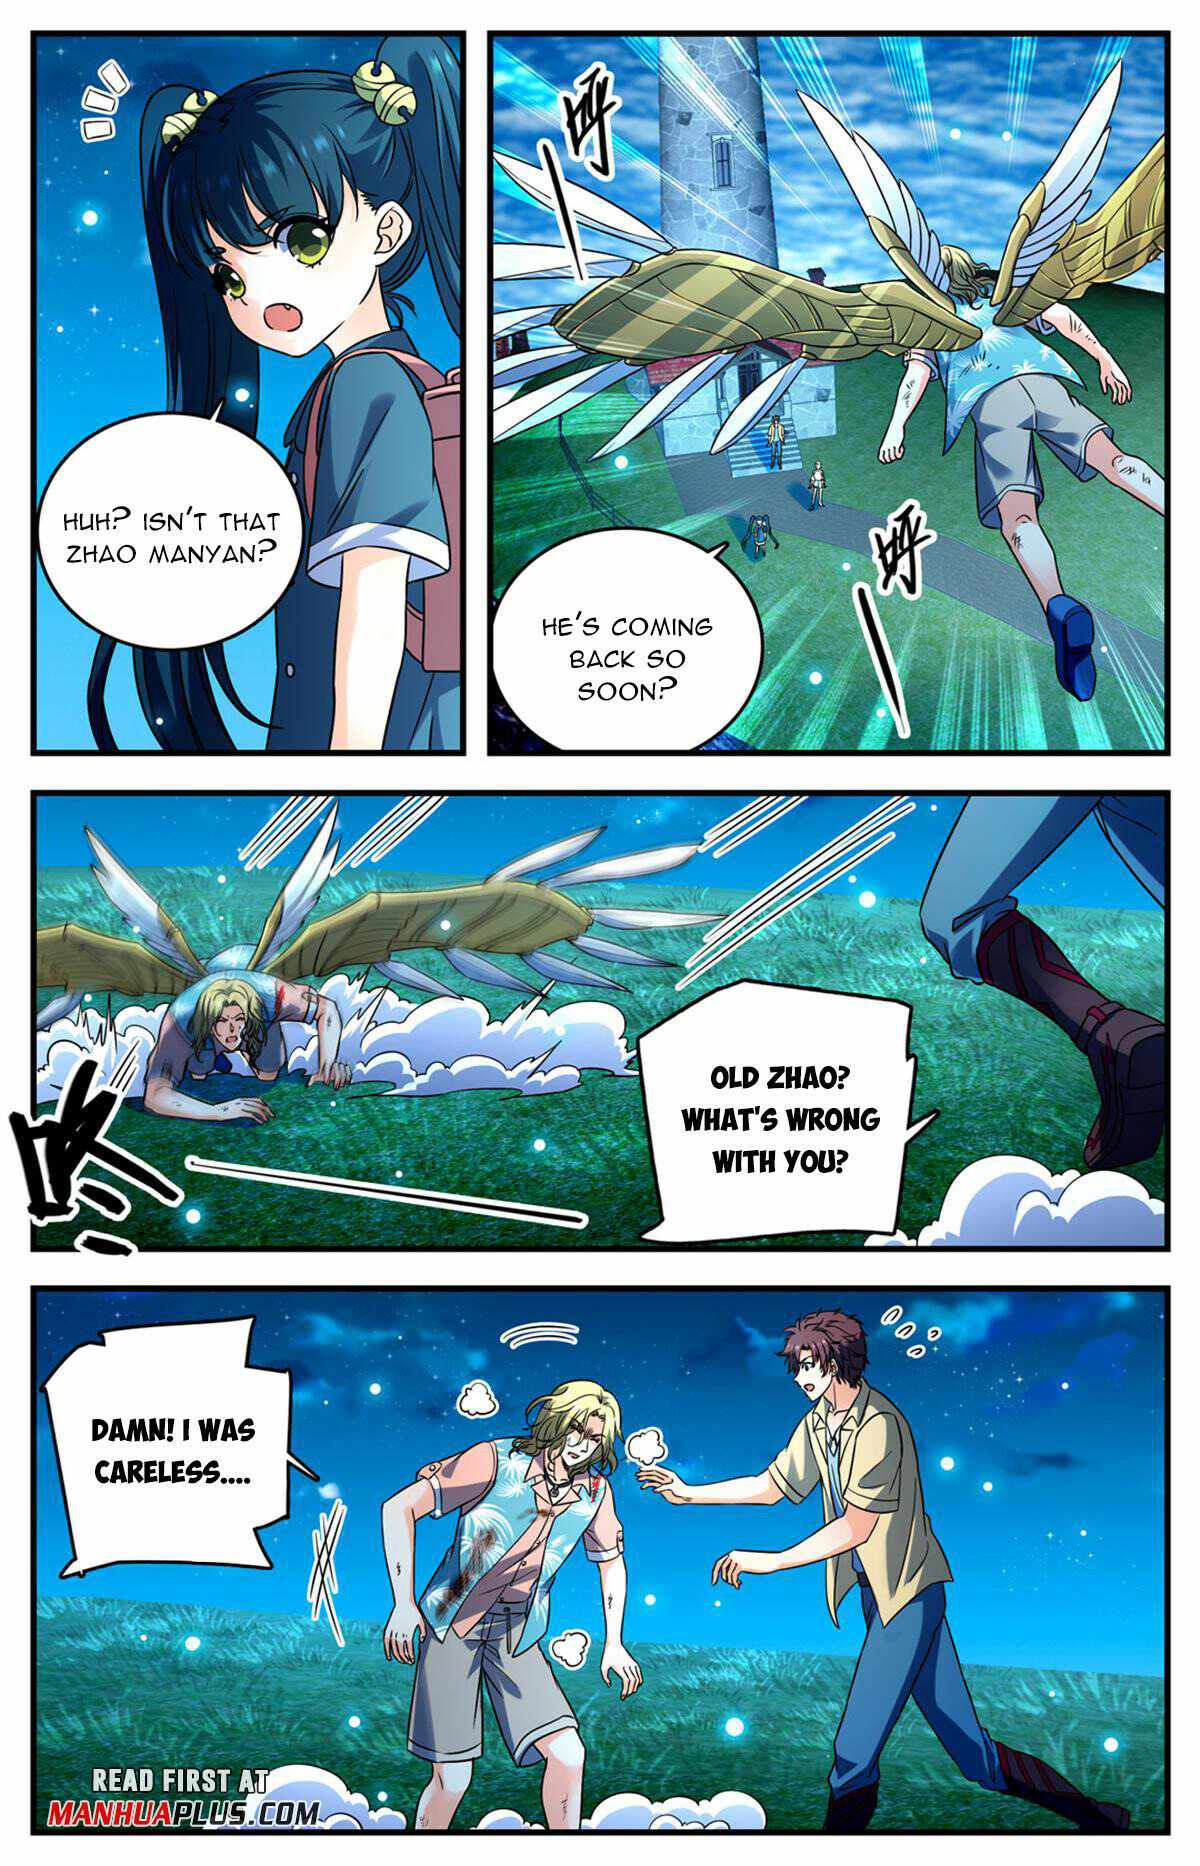 HUH? ISN'T THAT
ZHAO MANYAN?
呼
呼
HE'S COMING
BACK SO
SOON?
OLD ZHAO?
WHAT'S WRONG
WITH YOU?
DAMN! I WAS
CARELESS....
READ FIRST AT
MANHUAPLUS.COM